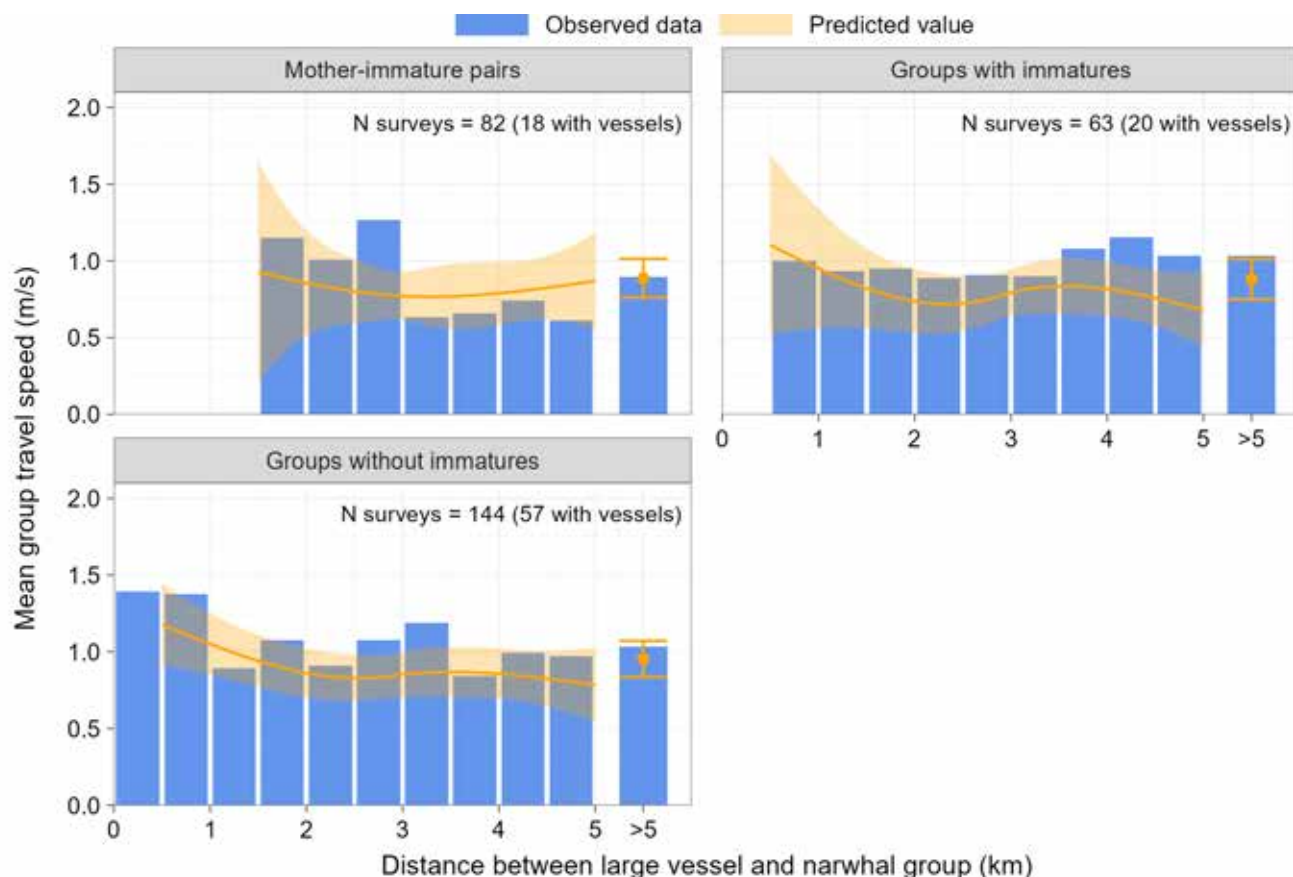 Observed data Predicted value
Mother-immature pairs
Groups with immatures
N surveys = 82 (18 with vessels)
N surveys = 63 (20 with vessels)
2.0
1.5
1.0
0.5
0.0
0 1 2 3 4 5 >5
Groups without immatures
N surveys = 144 (57 with vessels)
2.0
1.5
1.0
0.5
0.0
0 1 2 3 4 5 >5
Mean group travel speed (m/s)
Distance between large vessel and narwhal group (km)